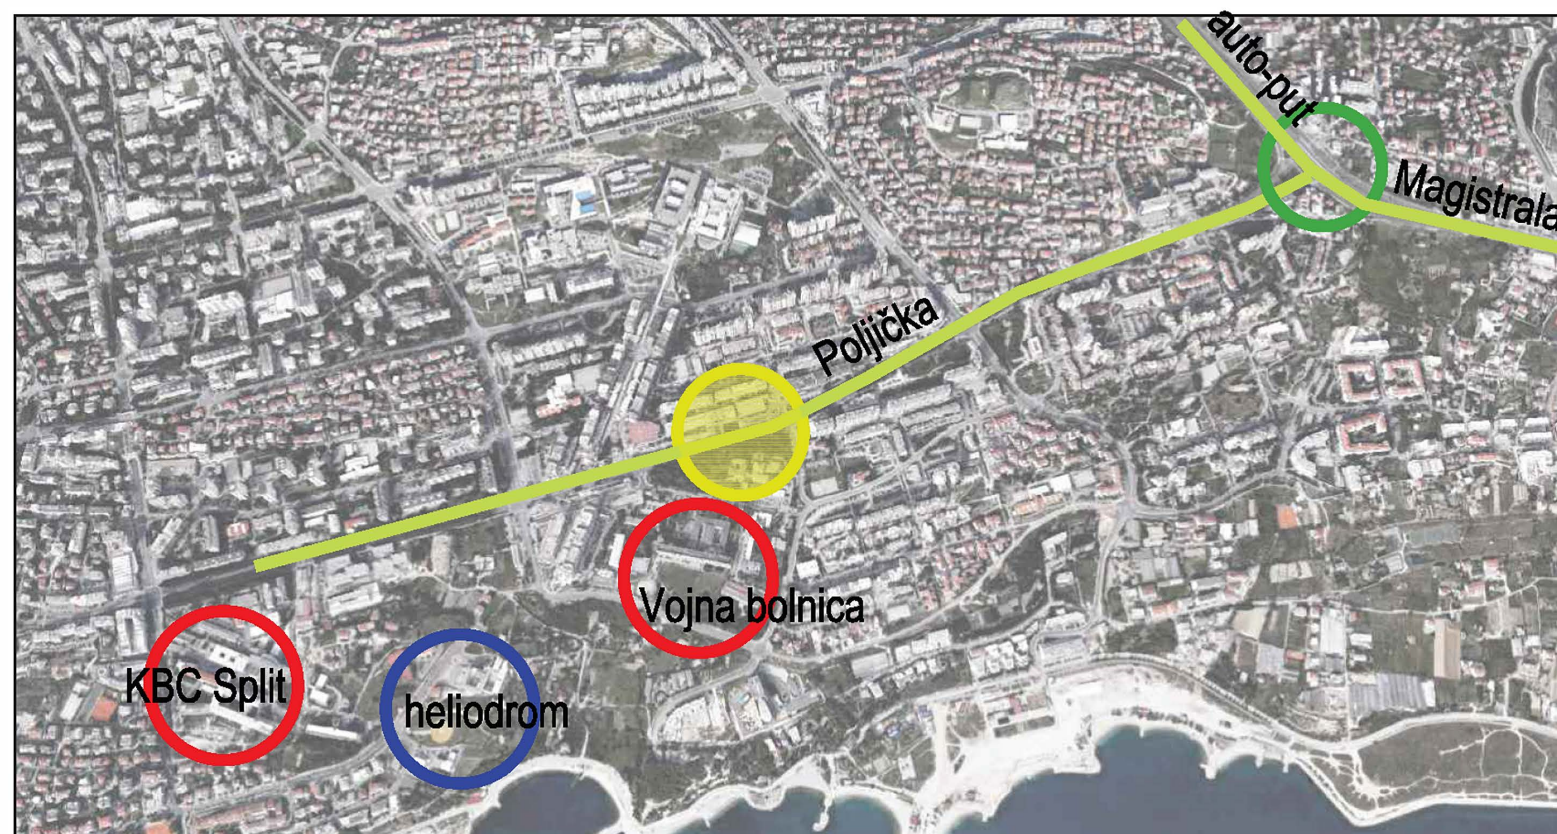 auto-put
Magistrala
Poljička
Vojna bolnica
KBC Split
heliodrom